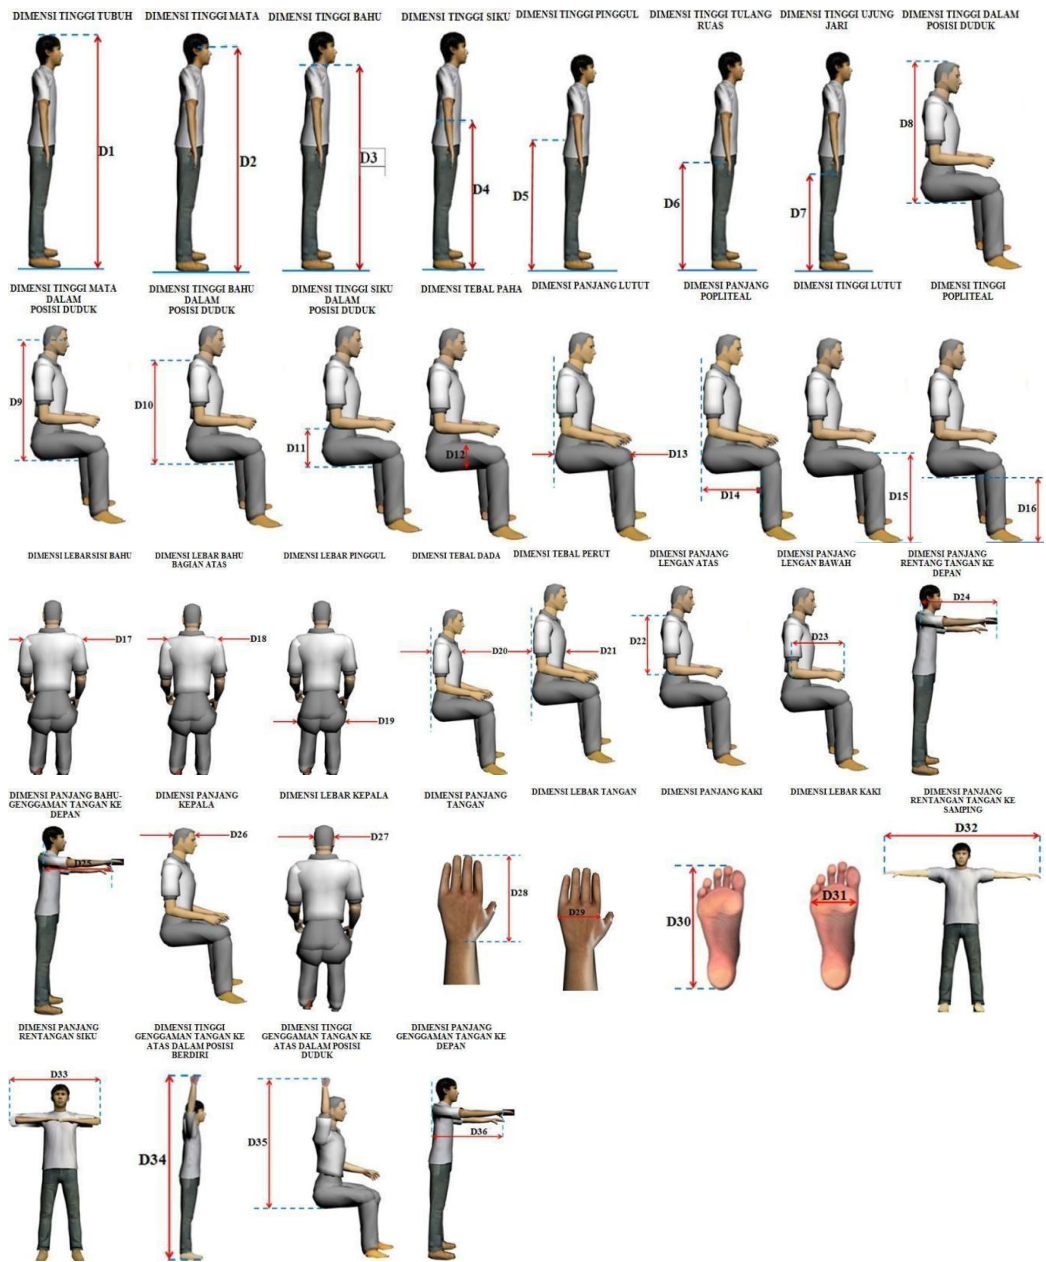 DIMENSI TINGGI TUBUH
DIMENSI TINGGI MATA
DIMENSI TINGGI BAHU
DIMENSI TINGGI SIKU
DIMENSI TINGGI PINGGUL
DIMENSI TINGGI TULANG
RUAS
DIMENSI TINGGI UJUNG
JARI
DIMENSI TINGGI DALAM
POSISI DUDUK
D1
D2
D3
D4
D5
D6
D7
D8
DIMENSI TINGGI MATA
DALAM
POSISI DUDUK
DIMENSI TINGGI BAHU
DALAM
POSISI DUDUK
DIMENSI TINGGI SIKU
DALAM
POSISI DUDUK
DIMENSI TEBAL PAHA
DIMENSI PANJANG LUTUT
DIMENSI PANJANG
POPLITEAL
DIMENSI TINGGI LUTUT
DIMENSI TINGGI
POPLITEAL
D9
D10
D11
D12
D13
D14
D15
D16
DIMENSI LEBAR SISI BAHU
DIMENSI LEBAR BAHU
BAGIAN ATAS
DIMENSI LEBAR PINGGUL
DIMENSI TEBAL DADA
DIMENSI TEBAL PERUT
DIMENSI PANJANG
LENGAN ATAS
DIMENSI PANJANG
LENGAN BAWAH
DIMENSI PANJANG
RENTANG TANGAN KE
DEPAN
D17
D18
D19
D20
D21
D22
D23
D24
DIMENSI PANJANG BAHU-
GENGGAMAN TANGAN KE
DEPAN
DIMENSI PANJANG
KEPALA
DIMENSI LEBAR KEPALA
DIMENSI PANJANG
TANGAN
DIMENSI LEBAR TANGAN
DIMENSI PANJANG KAKI
DIMENSI LEBAR KAKI
DIMENSI PANJANG
RENTANGAN TANGAN KE
SAMPING
D25
D26
D27
D28
D29
D30
D31
D32
DIMENSI PANJANG
RENTANGAN SIKU
DIMENSI TINGGI
GENGGAMAN TANGAN KE
ATAS DALAM POSISI
BERDIRI
DIMENSI TINGGI
GENGGAMAN TANGAN KE
ATAS DALAM POSISI
DUDUK
DIMENSI PANJANG
GENGGAMAN TANGAN KE
DEPAN
D33
D34
D35
D36